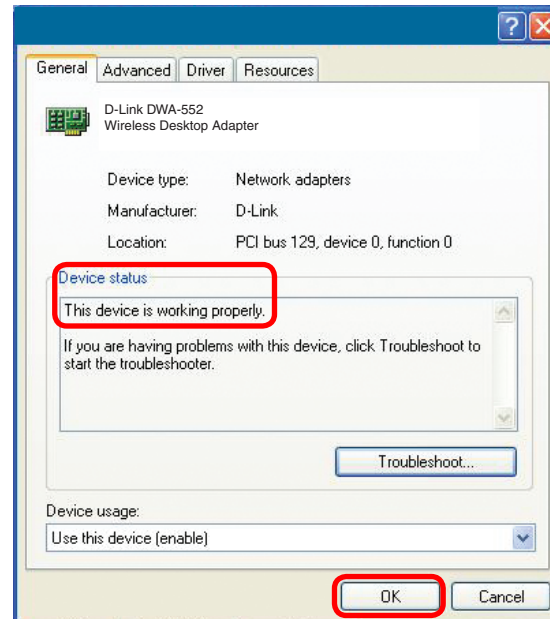 ?
General Advanced Driver Resources
D-Link DWA-552
Wireless Desktop Adapter
Device type: Network adapters
Manufacturer: D-Link
Location: PCI bus 129, device 0, function 0
Device status
This device is working properly.
If you are having problems with this device, click Troubleshoot to
start the troubleshooter.
Troubleshoot...
Device usage:
Use this device (enable)
OK Cancel